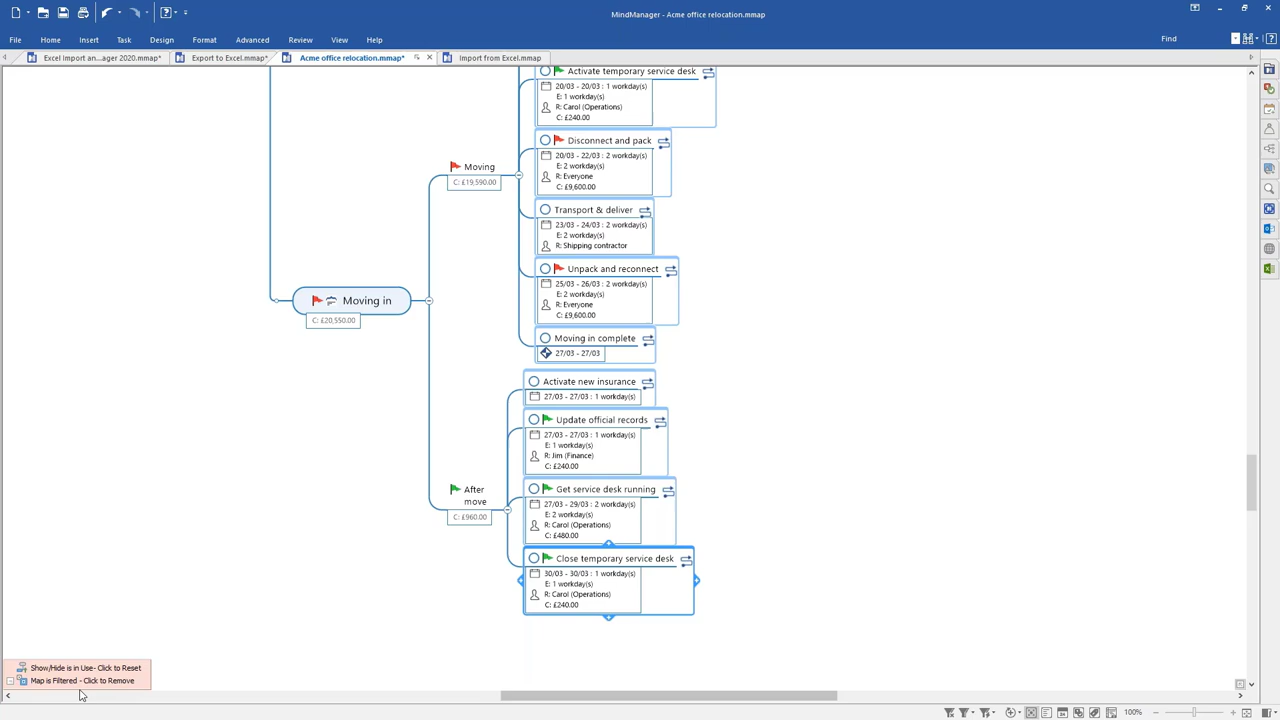 MindManager - Acme office relocation.mmap
File Home Insert Task Design Format Advanced Review View Help Find
Excel Import an...ager 2020.mmap* Export to Excel.mmap* Acme office relocation.mmap* Import from Excel.mmap
Activate temporary service desk
20/03 - 20/03 : 1 workday(s)
E: 1 workday(s)
R: Carol (Operations)
C: £240.00
Disconnect and pack
20/03 - 22/03 : 2 workday(s)
E: 2 workday(s)
R: Everyone
C: £9,600.00
Moving
C: £19,590.00
Transport & deliver
23/03 - 24/03 : 2 workday(s)
E: 2 workday(s)
R: Shipping contractor
Unpack and reconnect
25/03 - 26/03 : 2 workday(s)
E: 2 workday(s)
R: Everyone
C: £9,600.00
Moving in
C: £20,550.00
Moving in complete
27/03 - 27/03
Activate new insurance
27/03 - 27/03 : 1 workday(s)
Update official records
27/03 - 27/03 : 1 workday(s)
E: 1 workday(s)
R: Jim (Finance)
C: £240.00
After
move
C: £960.00
Get service desk running
27/03 - 29/03 : 2 workday(s)
E: 2 workday(s)
R: Carol (Operations)
C: £480.00
Close temporary service desk
30/03 - 30/03 : 1 workday(s)
E: 1 workday(s)
R: Carol (Operations)
C: £240.00
Show/Hide is in Use- Click to Reset
Map is Filtered - Click to Remove
100%